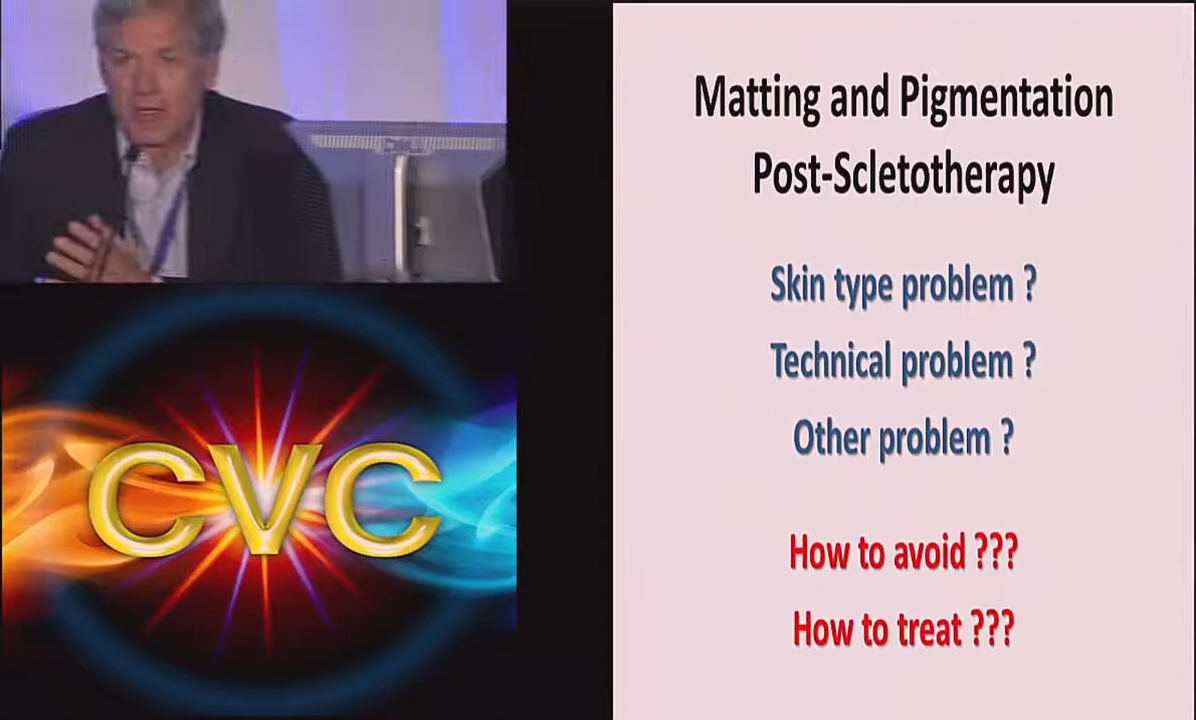 Matting and Pigmentation
Post-Scletotherapy
Skin type problem ?
Technical problem ?
Other problem ?
How to avoid ???
How to treat ???
CVC